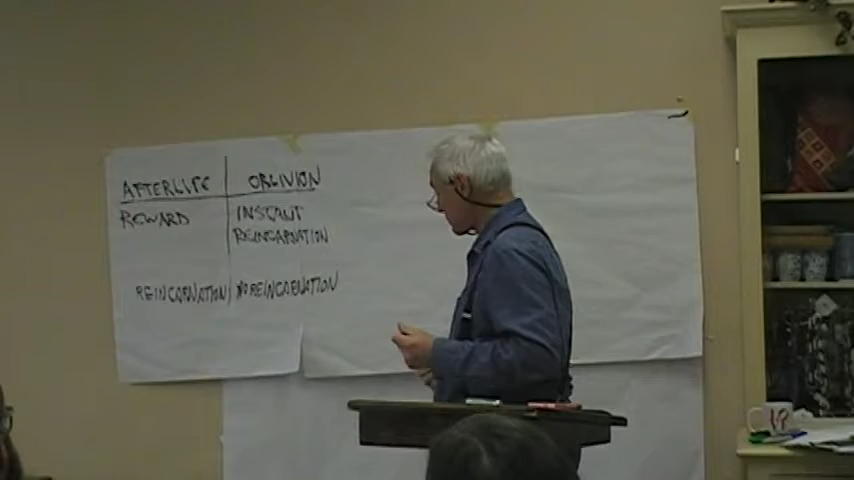 AFTERLIFE | OBLIVION
REWARD | INSTANT
REINCARNATION
REINCARNATION | NO REINCARNATION